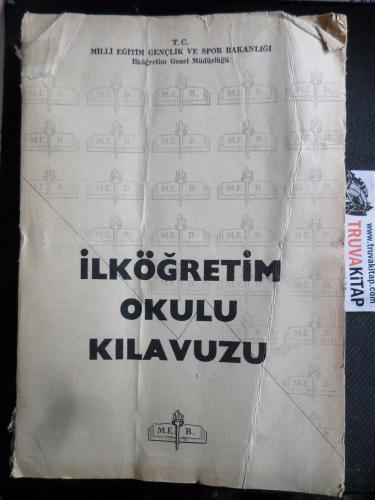 T. C.
MİLLİ EĞİTİM GENÇLİK VE SPOR BAKANLIĞI
İlköğretim Genel Müdürlüğü
İLKÖĞRETİM
OKULU
KILAVUZU
M.E. B.
www.truvakitap.com
TRUVAKİTAP